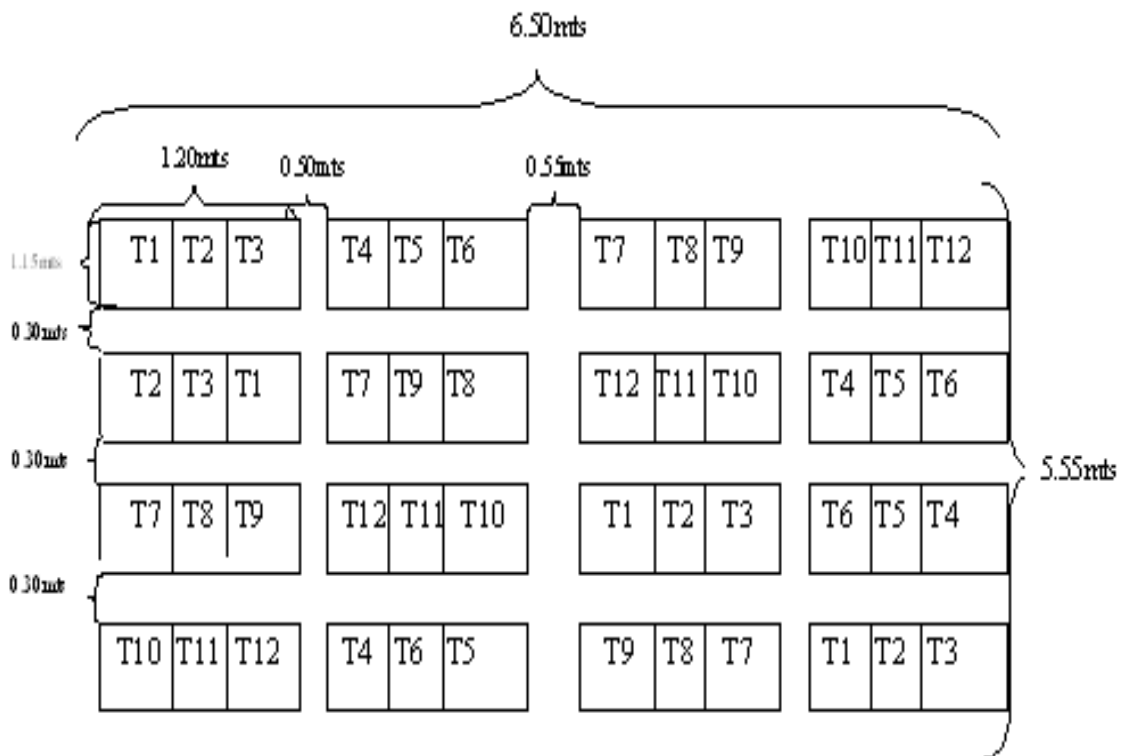 6.50mts
1.20mts 0.50mts 0.55mts
T1 T2 T3 T4 T5 T6 T7 T8 T9 T10 T11 T12
1.15mts
0.30mts
T2 T3 T1 T7 T9 T8 T12 T11 T10 T4 T5 T6
0.30mts
5.55mts
T7 T8 T9 T12 T11 T10 T1 T2 T3 T6 T5 T4
0.30mts
T10 T11 T12 T4 T6 T5 T9 T8 T7 T1 T2 T3